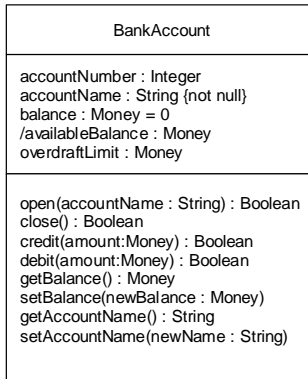 BankAccount
accountNumber : Integer
accountName : String {not null}
balance : Money = 0
/availableBalance : Money
overdraftLimit : Money
open(accountName : String) : Boolean
close() : Boolean
credit(amount:Money) : Boolean
debit(amount:Money) : Boolean
getBalance() : Money
setBalance(newBalance : Money)
getAccountName() : String
setAccountName(newName : String)